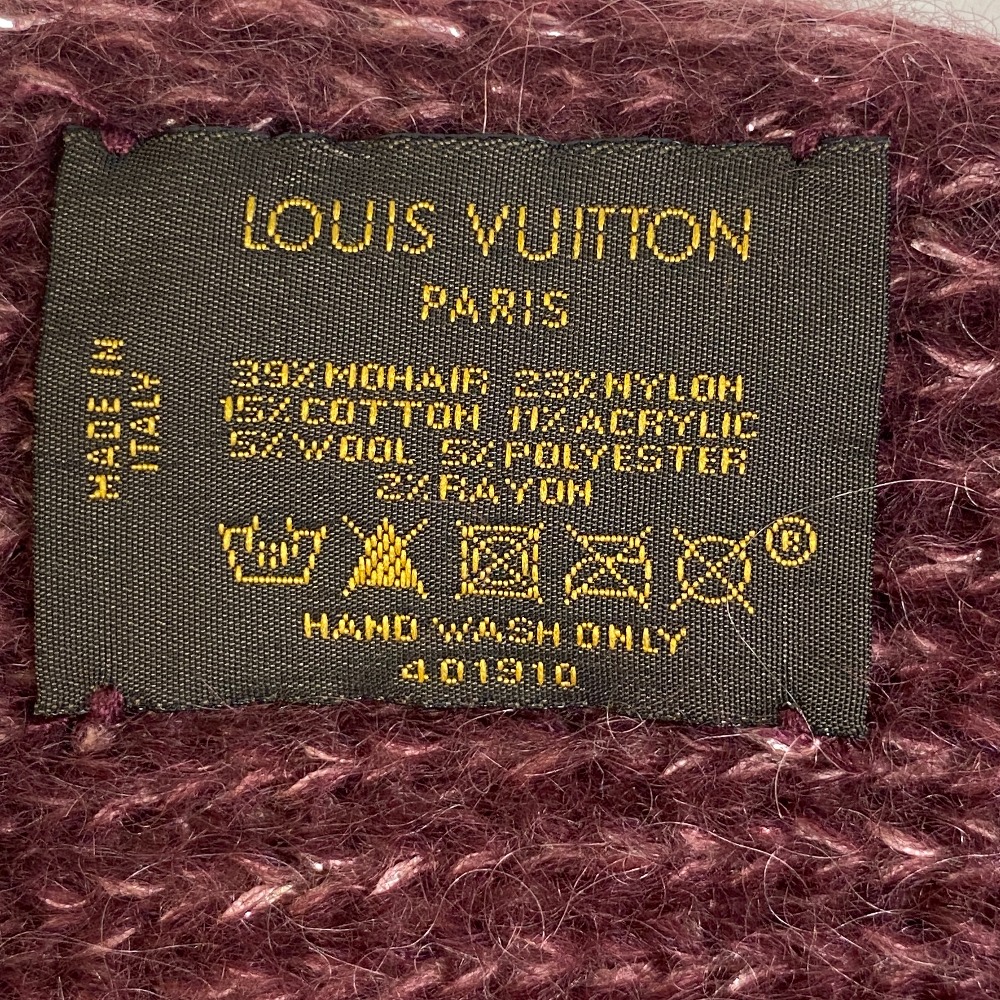 LOUIS VUITTON
PARIS
MADE IN
ITALY
39% MOHAIR 23% NYLON
15% COTTON 11% ACRYLIC
5% WOOL 5% POLYESTER
2% RAYON
®
HAND WASH ONLY
401910